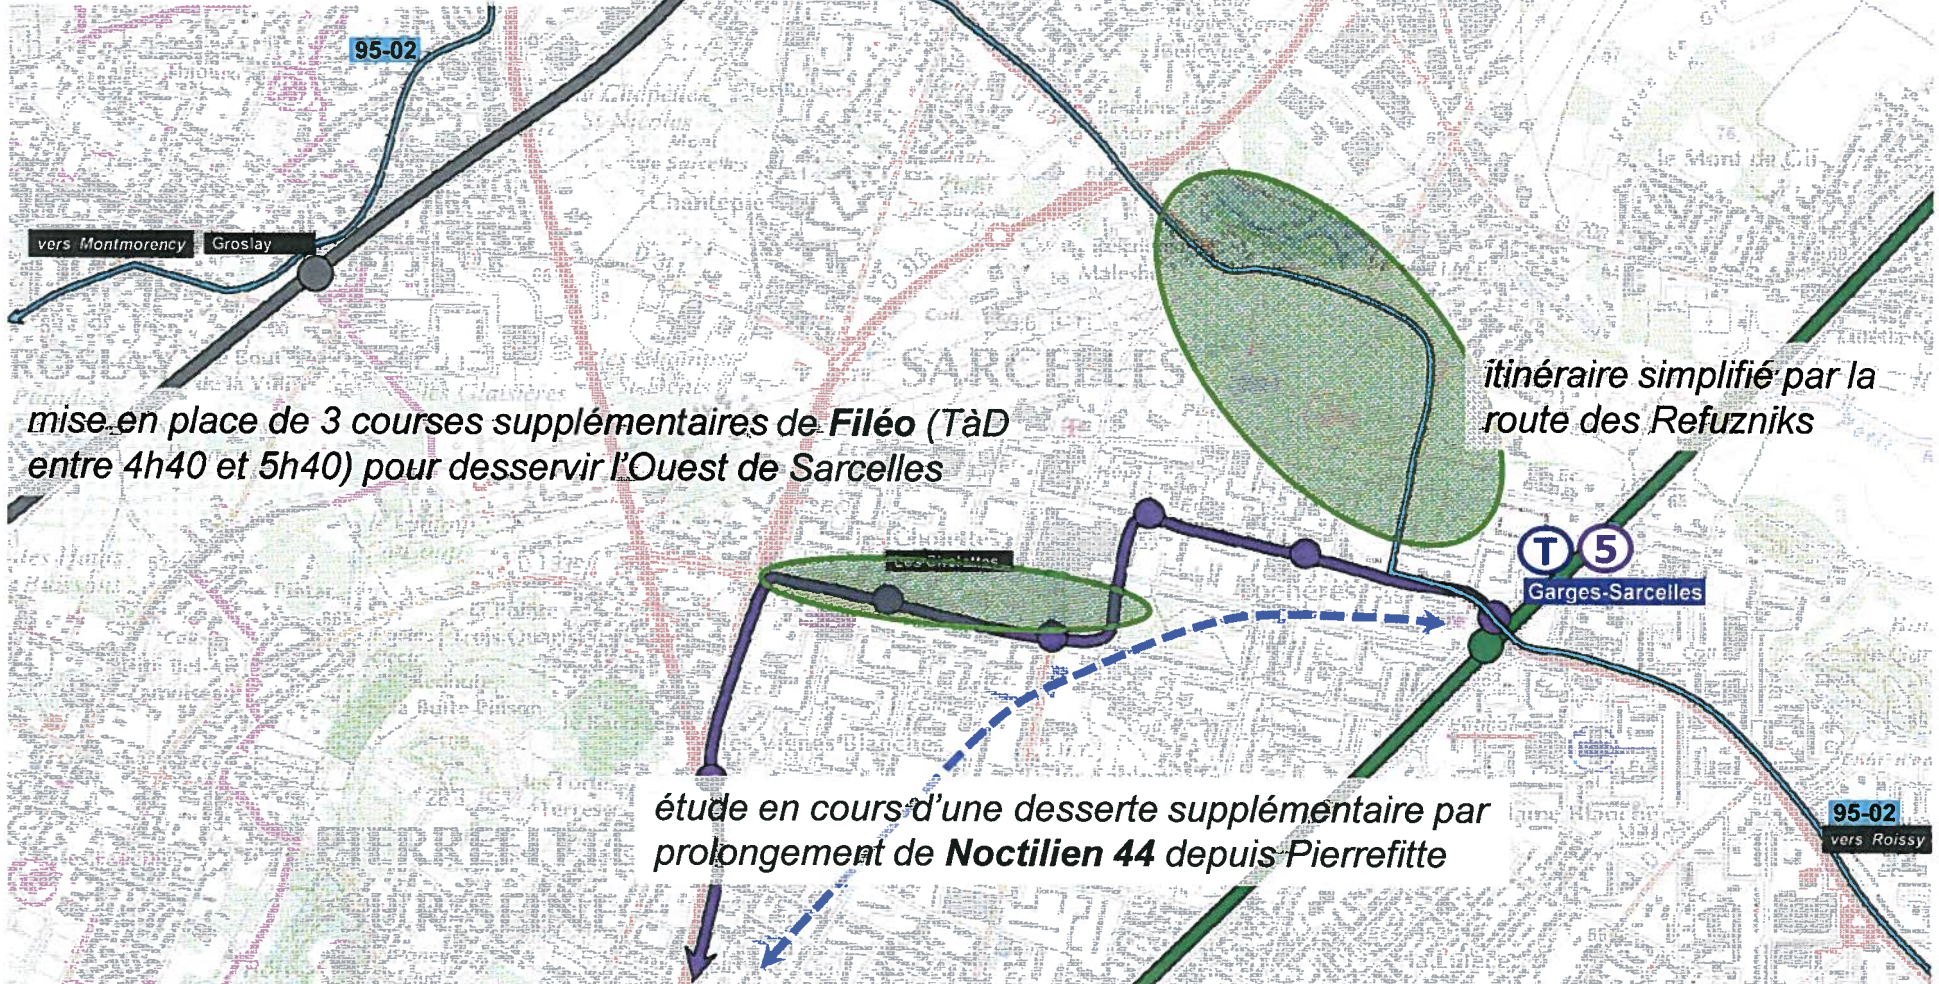 95-02
vers Montmorency
Groslay
SARCELLES
itinéraire simplifié par la
route des Refuzniks
mise en place de 3 courses supplémentaires de Filéo (TàD
entre 4h40 et 5h40) pour desservir l'Ouest de Sarcelles
T 5
Garges-Sarcelles
étude en cours d'une desserte supplémentaire par
prolongement de Noctilien 44 depuis Pierrefitte
95-02
vers Roissy